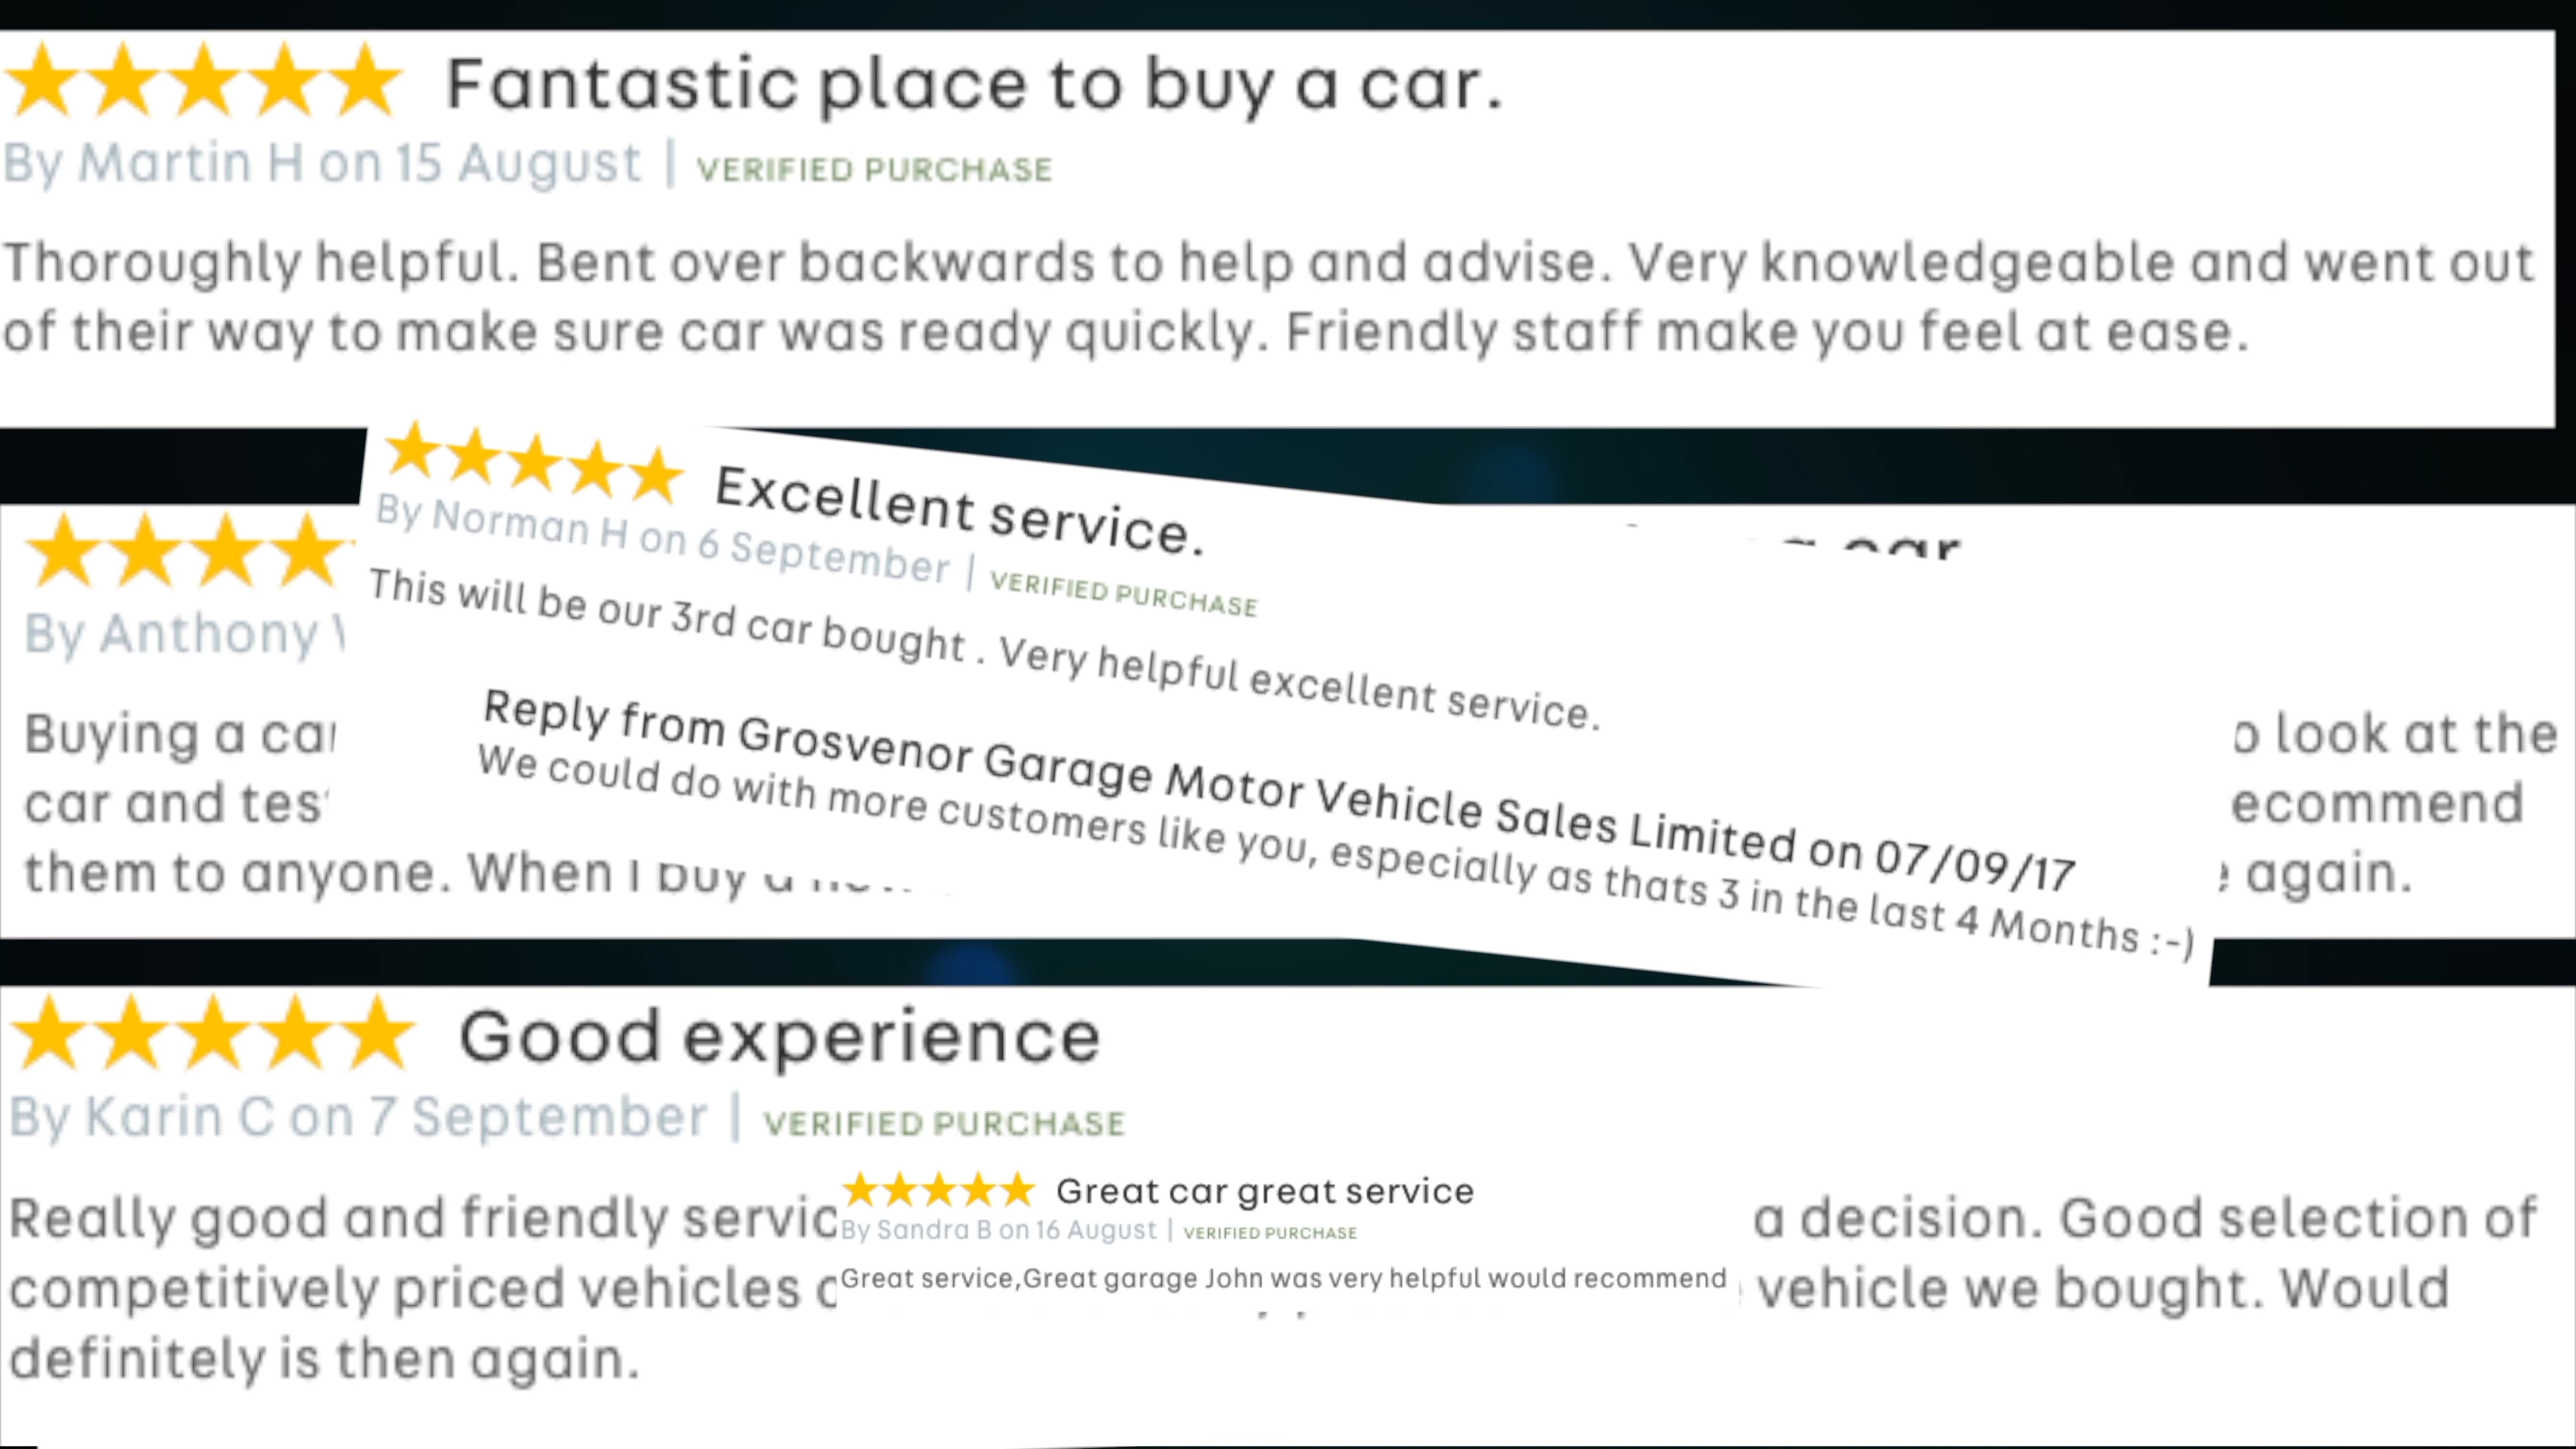 Fantastic place to buy a car.
By Martin H on 15 August | VERIFIED PURCHASE
Thoroughly helpful. Bent over backwards to help and advise. Very knowledgeable and went out
of their way to make sure car was ready quickly. Friendly staff make you feel at ease.
Excellent service.
By Norman H on 6 September | VERIFIED PURCHASE
This will be our 3rd car bought . Very helpful excellent service.
Reply from Grosvenor Garage Motor Vehicle Sales Limited on 07/09/17
We could do with more customers like you, especially as thats 3 in the last 4 Months :-)
car
By Anthony
Buying a look at the
car and
them to anyone. When I buy again.
Good experience
By Karin C on 7 September | VERIFIED PURCHASE
Really good and friendly a decision. Good selection of
competitively priced vehicles vehicle we bought. Would
definitely is then again.
Great car great service
By Sandra B on 16 August | VERIFIED PURCHASE
Great service,Great garage John was very helpful would recommend